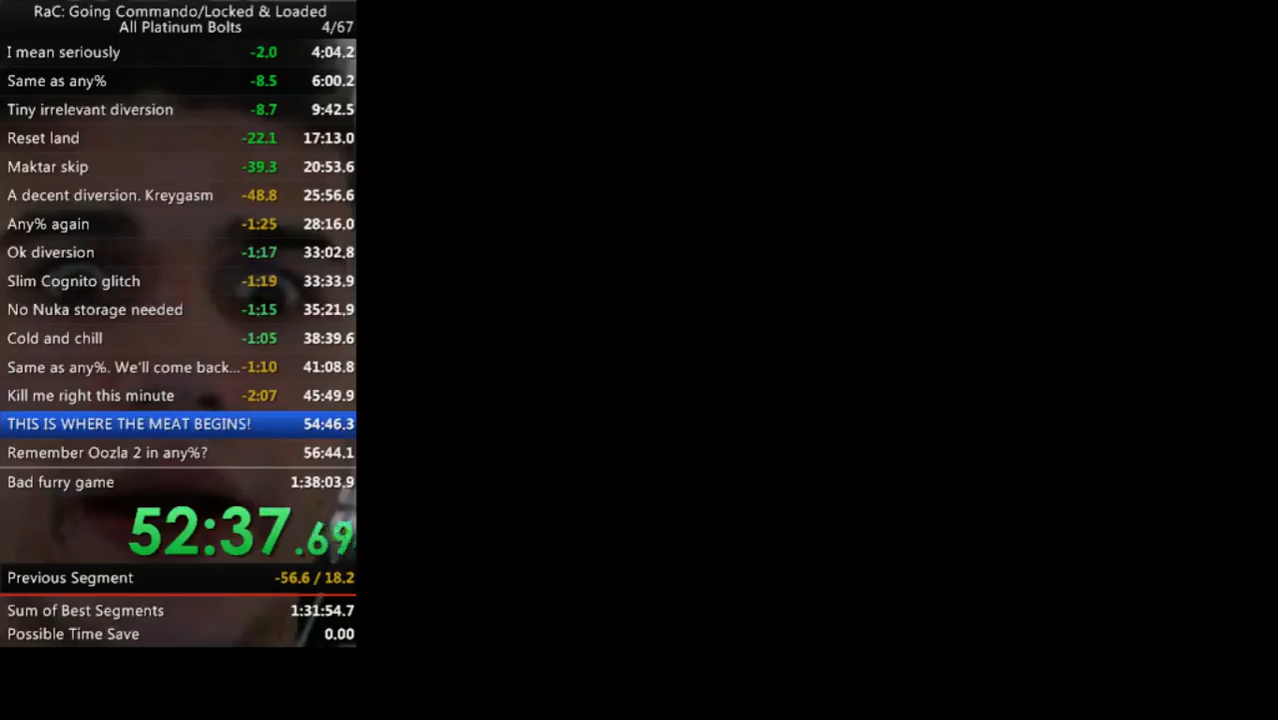 RaC: Going Commando/Locked & Loaded
All Platinum Bolts 4/67
I mean seriously -2.0 4:04.2
Same as any% -8.5 6:00.2
Tiny irrelevant diversion -8.7 9:42.5
Reset land -22.1 17:13.0
Maktar skip -39.3 20:53.6
A decent diversion. Kreygasm -48.8 25:56.6
Any% again -1:25 28:16.0
Ok diversion -1:17 33:02.8
Slim Cognito glitch -1:19 33:33.9
No Nuka storage needed -1:15 35:21.9
Cold and chill -1:05 38:39.6
Same as any%. We'll come back... -1:10 41:08.8
Kill me right this minute -2:07 45:49.9
THIS IS WHERE THE MEAT BEGINS! 54:46.3
Remember Oozla 2 in any%? 56:44.1
Bad furry game 1:38:03.9
52:37.69
Previous Segment -56.6 / 18.2
Sum of Best Segments 1:31:54.7
Possible Time Save 0.00